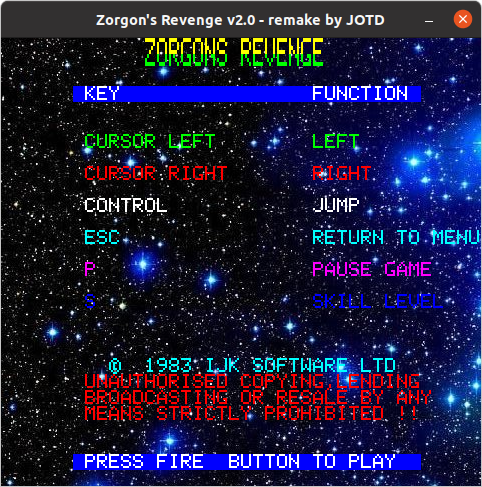 Zorgon's Revenge v2.0 - remake by JOTD
ZORGONS REVENGE
KEY FUNCTION
CURSOR LEFT LEFT
CURSOR RIGHT RIGHT
CONTROL JUMP
ESC RETURN TO MENU
P PAUSE GAME
S SKILL LEVEL
© 1983 IJK SOFTWARE LTD
UNAUTHORISED COPYING,LENDING
BROADCASTING OR RESALE BY ANY
MEANS STRICTLY PROHIBITED !!
PRESS FIRE BUTTON TO PLAY